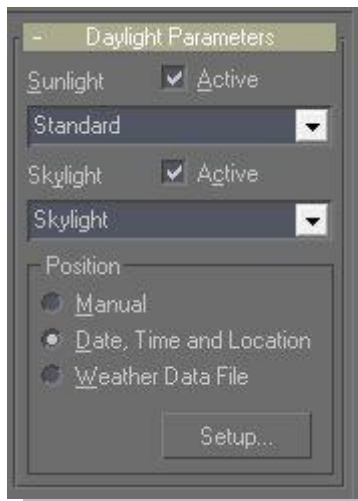 - Daylight Parameters
Sunlight Active
Standard
Skylight Active
Skylight
Position
Manual
Date, Time and Location
Weather Data File
Setup...